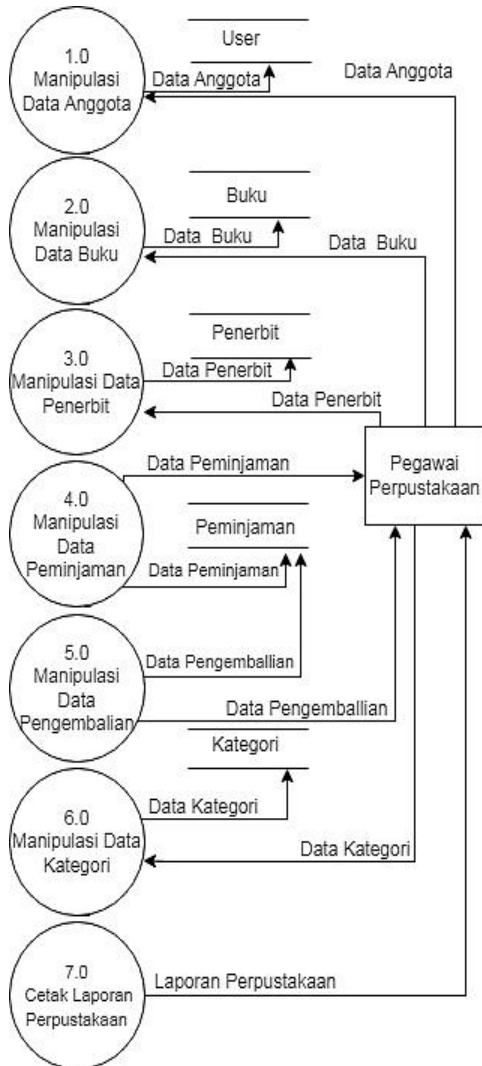 User
1.0
Manipulasi
Data Anggota
Data Anggota
Data Anggota
Buku
2.0
Manipulasi
Data Buku
Data Buku
Data Buku
Penerbit
3.0
Manipulasi Data
Penerbit
Data Penerbit
Data Penerbit
Pegawai
Perpustakaan
Data Peminjaman
4.0
Manipulasi
Data
Peminjaman
Peminjaman
Data Peminjaman
5.0
Manipulasi
Data
Pengembalian
Data Pengemballian
Data Pengemballian
Kategori
6.0
Manipulasi Data
Kategori
Data Kategori
Data Kategori
7.0
Cetak Laporan
Perpustakaan
Laporan Perpustakaan